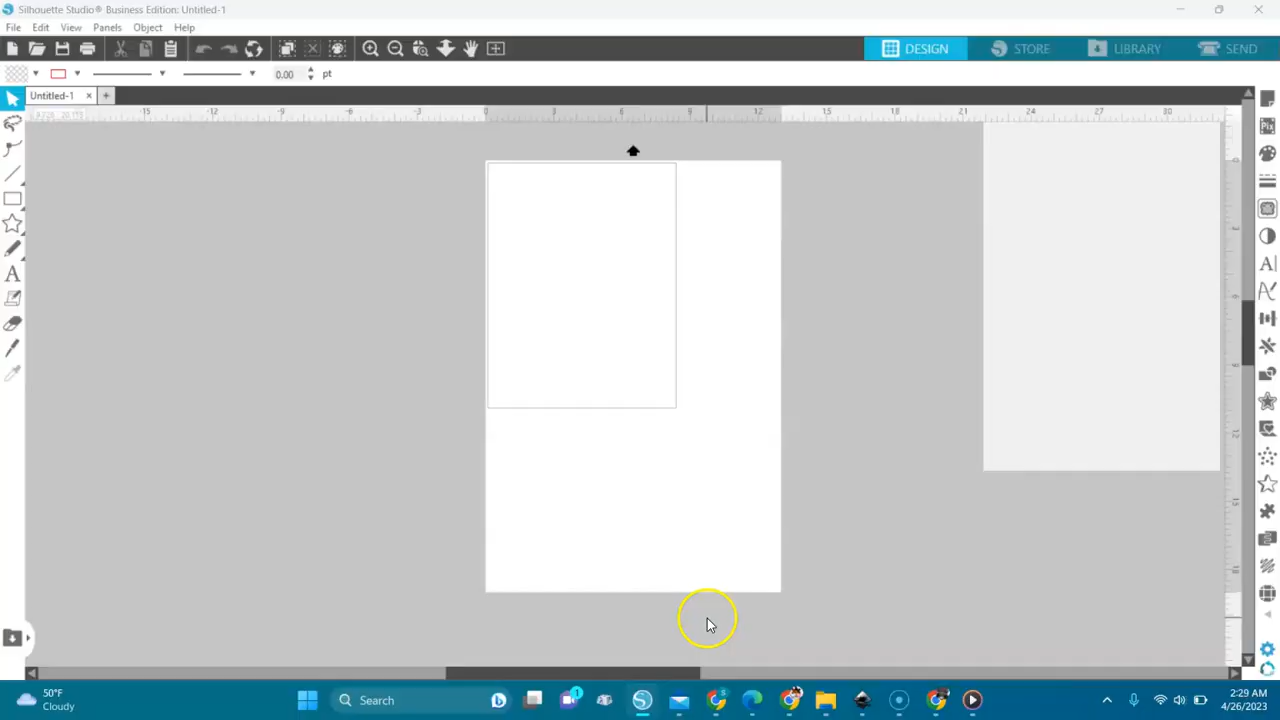 Silhouette Studio® Business Edition: Untitled-1
File Edit View Panels Object Help
DESIGN STORE LIBRARY SEND
0.00 pt
Untitled-1
-15 -12 -9 -6 -3 0 3 6 9 12 15 18 21 24 27 30
50°F
Cloudy
Search
2:29 AM
4/26/2023